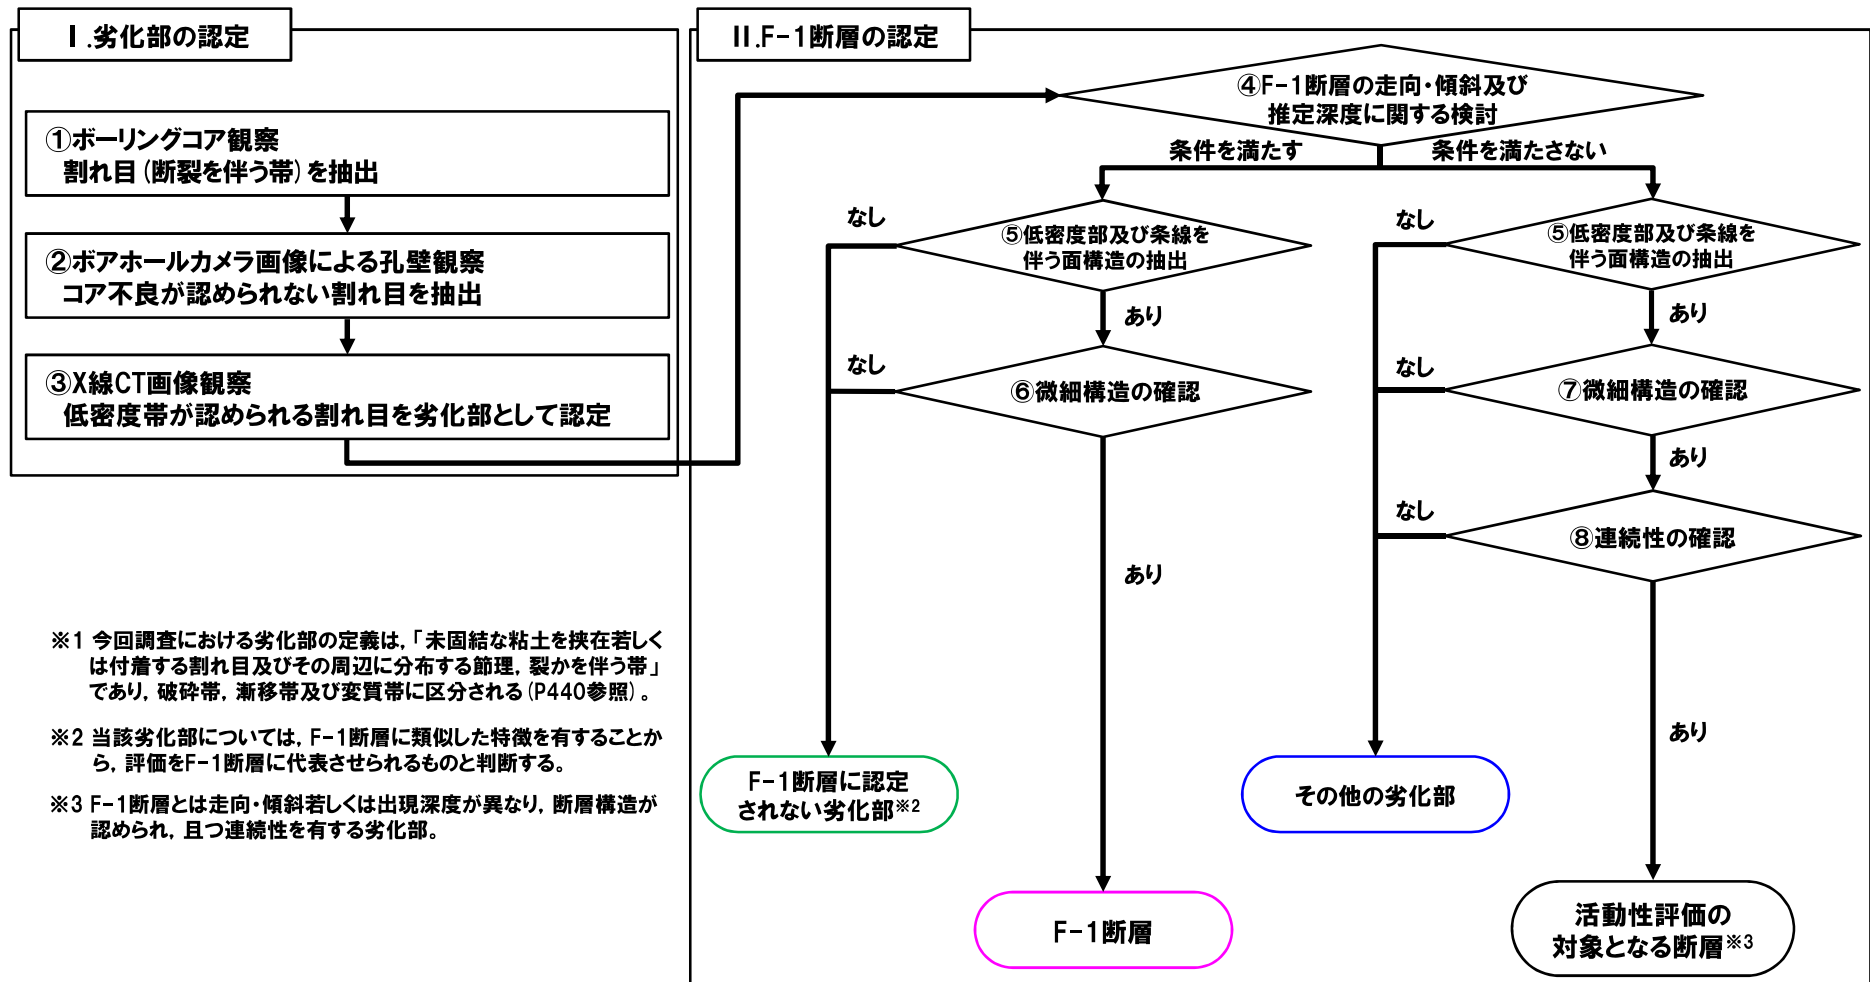 Ⅰ.劣化部の認定
①ボーリングコア観察
割れ目(断裂を伴う帯)を抽出
②ボアホールカメラ画像による孔壁観察
コア不良が認められない割れ目を抽出
③X線CT画像観察
低密度帯が認められる割れ目を劣化部として認定
※1 今回調査における劣化部の定義は,「未固結な粘土を挟在若しく
は付着する割れ目及びその周辺に分布する節理,裂かを伴う帯」
であり,破砕帯,漸移帯及び変質帯に区分される(P440参照)。
※2 当該劣化部については,F-1断層に類似した特徴を有することか
ら,評価をF-1断層に代表させられるものと判断する。
※3 F-1断層とは走向・傾斜若しくは出現深度が異なり,断層構造が
認められ,且つ連続性を有する劣化部。
II.F-1断層の認定
④F-1断層の走向・傾斜及び
推定深度に関する検討
条件を満たす
条件を満たさない
なし
⑤低密度部及び条線を
伴う面構造の抽出
あり
なし
⑥微細構造の確認
あり
F-1断層に認定
されない劣化部※2
F-1断層
なし
⑤低密度部及び条線を
伴う面構造の抽出
あり
なし
⑦微細構造の確認
あり
なし
⑧連続性の確認
あり
その他の劣化部
活動性評価の
対象となる断層※3